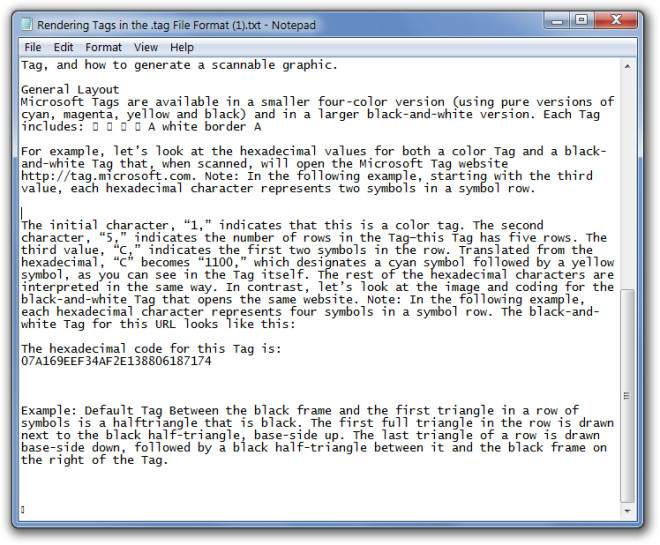 Rendering Tags in the .tag File Format (1).txt - Notepad
File Edit Format View Help
Tag, and how to generate a scannable graphic.
General Layout
Microsoft Tags are available in a smaller four-color version (using pure versions of
cyan, magenta, yellow and black) and in a larger black-and-white version. Each Tag
includes: ▯ ▯ ▯ ▯ A white border A
For example, let’s look at the hexadecimal values for both a color Tag and a black-
and-white Tag that, when scanned, will open the Microsoft Tag website
http://tag.microsoft.com. Note: In the following example, starting with the third
value, each hexadecimal character represents two symbols in a symbol row.
The initial character, “1,” indicates that this is a color tag. The second
character, “5,” indicates the number of rows in the Tag—this Tag has five rows. The
third value, “C,” indicates the first two symbols in the row. Translated from the
hexadecimal, “C” becomes “1100,” which designates a cyan symbol followed by a yellow
symbol, as you can see in the Tag itself. The rest of the hexadecimal characters are
interpreted in the same way. In contrast, let’s look at the image and coding for the
black-and-white Tag that opens the same website. Note: In the following example,
each hexadecimal character represents four symbols in a symbol row. The black-and-
white Tag for this URL looks like this:
The hexadecimal code for this Tag is:
07A169EEF34AF2E138806187174
Example: Default Tag Between the black frame and the first triangle in a row of
symbols is a halftriangle that is black. The first full triangle in the row is drawn
next to the black half-triangle, base-side up. The last triangle of a row is drawn
base-side down, followed by a black half-triangle between it and the black frame on
the right of the Tag.
▯